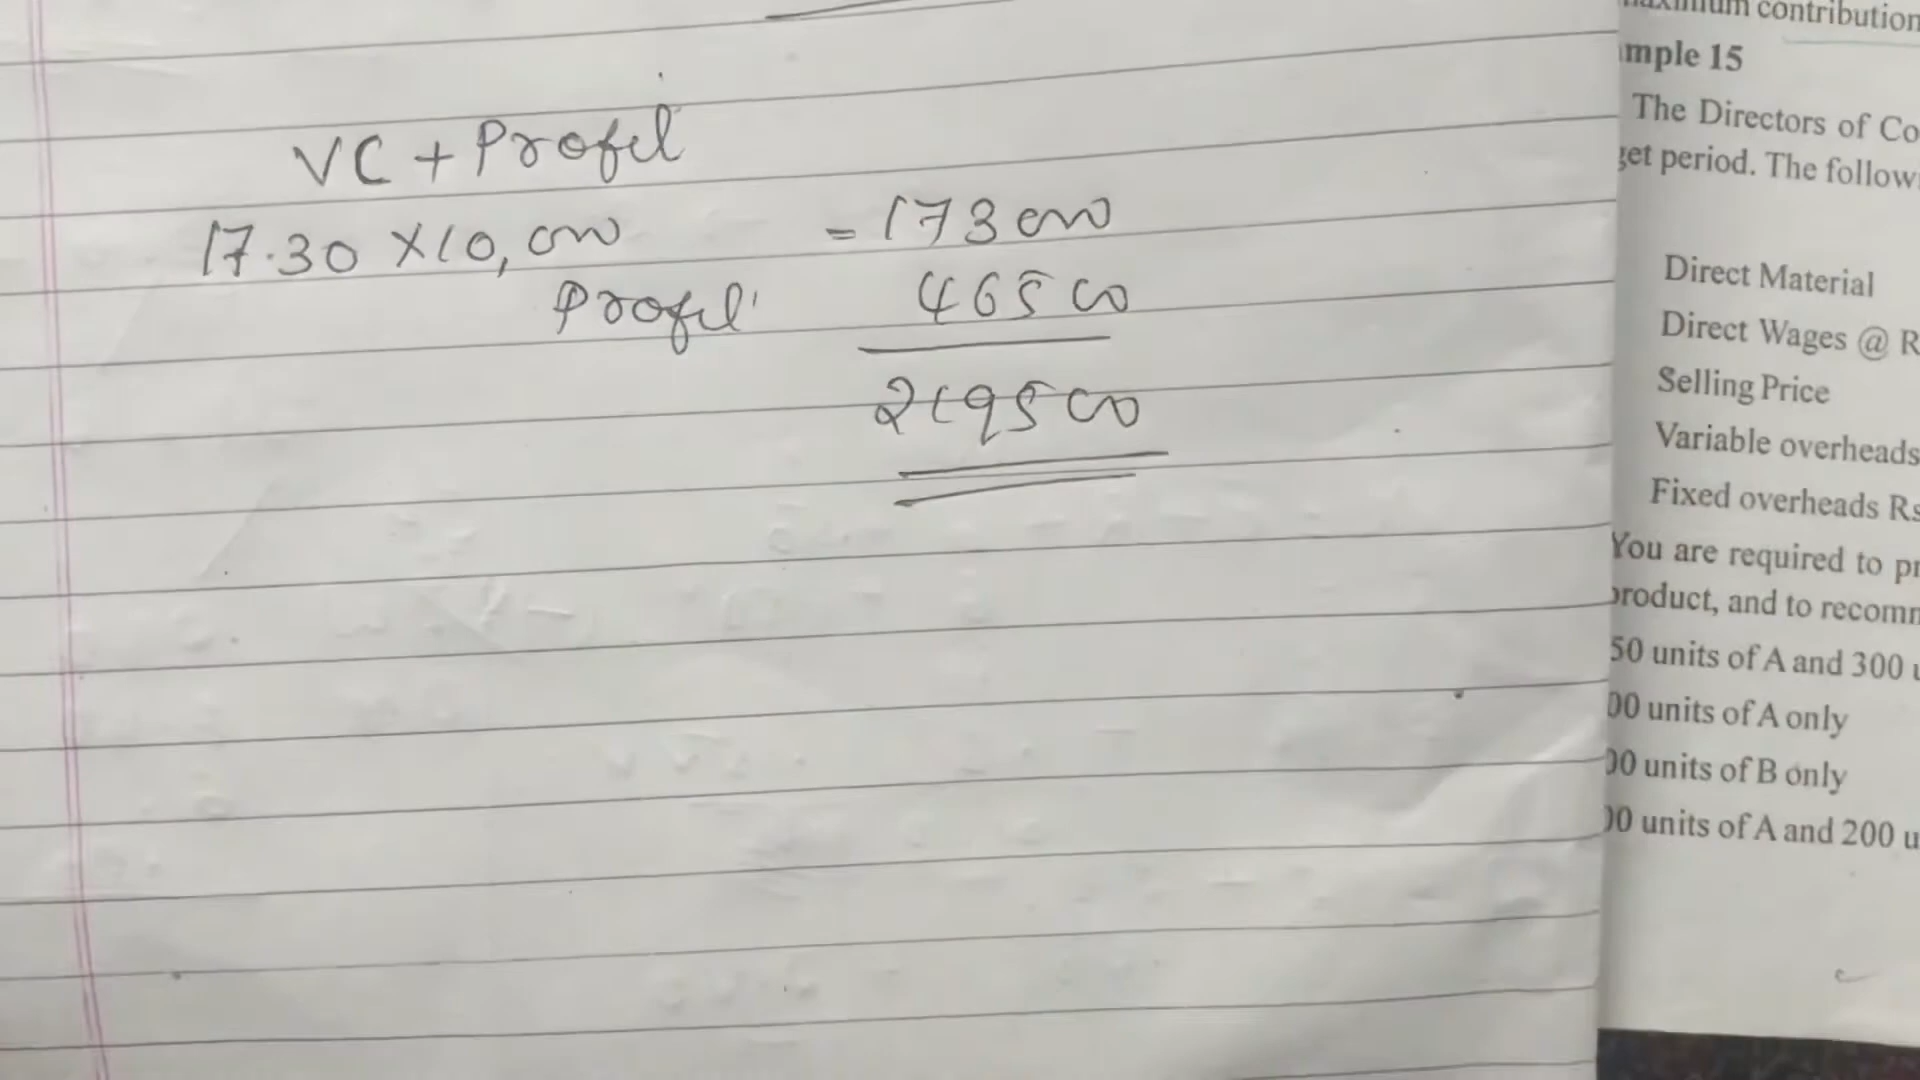 VC + Profit
17.30 X10,000 = 173000
Profit 46500
219500
contribution
mple 15
The Directors of Co
get period. The follow
Direct Material
Direct Wages @ R
Selling Price
Variable overheads
Fixed overheads Rs
You are required to pr
product, and to recom
50 units of A and 300 u
00 units of A only
00 units of B only
00 units of A and 200 u